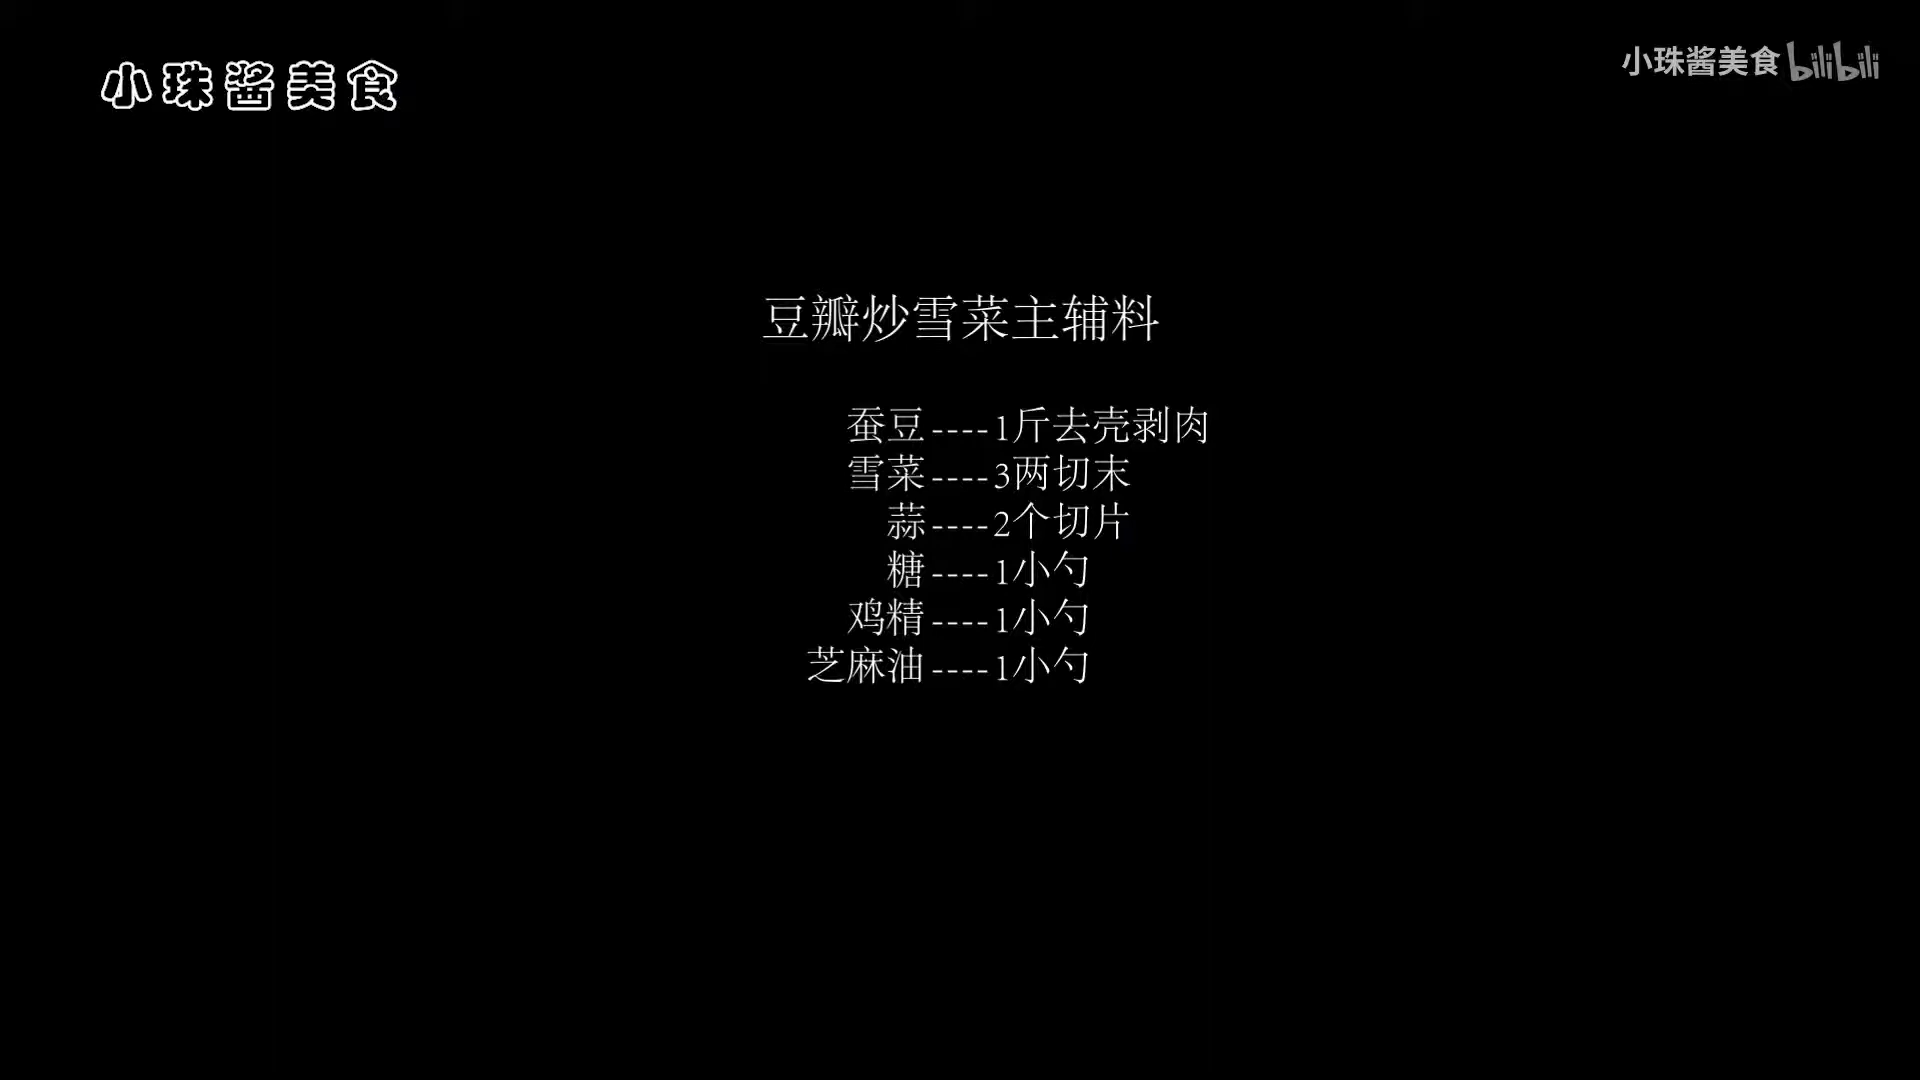 小珠酱美食
小珠酱美食 bilibili
豆瓣炒雪菜主辅料
蚕豆----1斤去壳剥肉
雪菜----3两切末
蒜----2个切片
糖----1小勺
鸡精----1小勺
芝麻油----1小勺